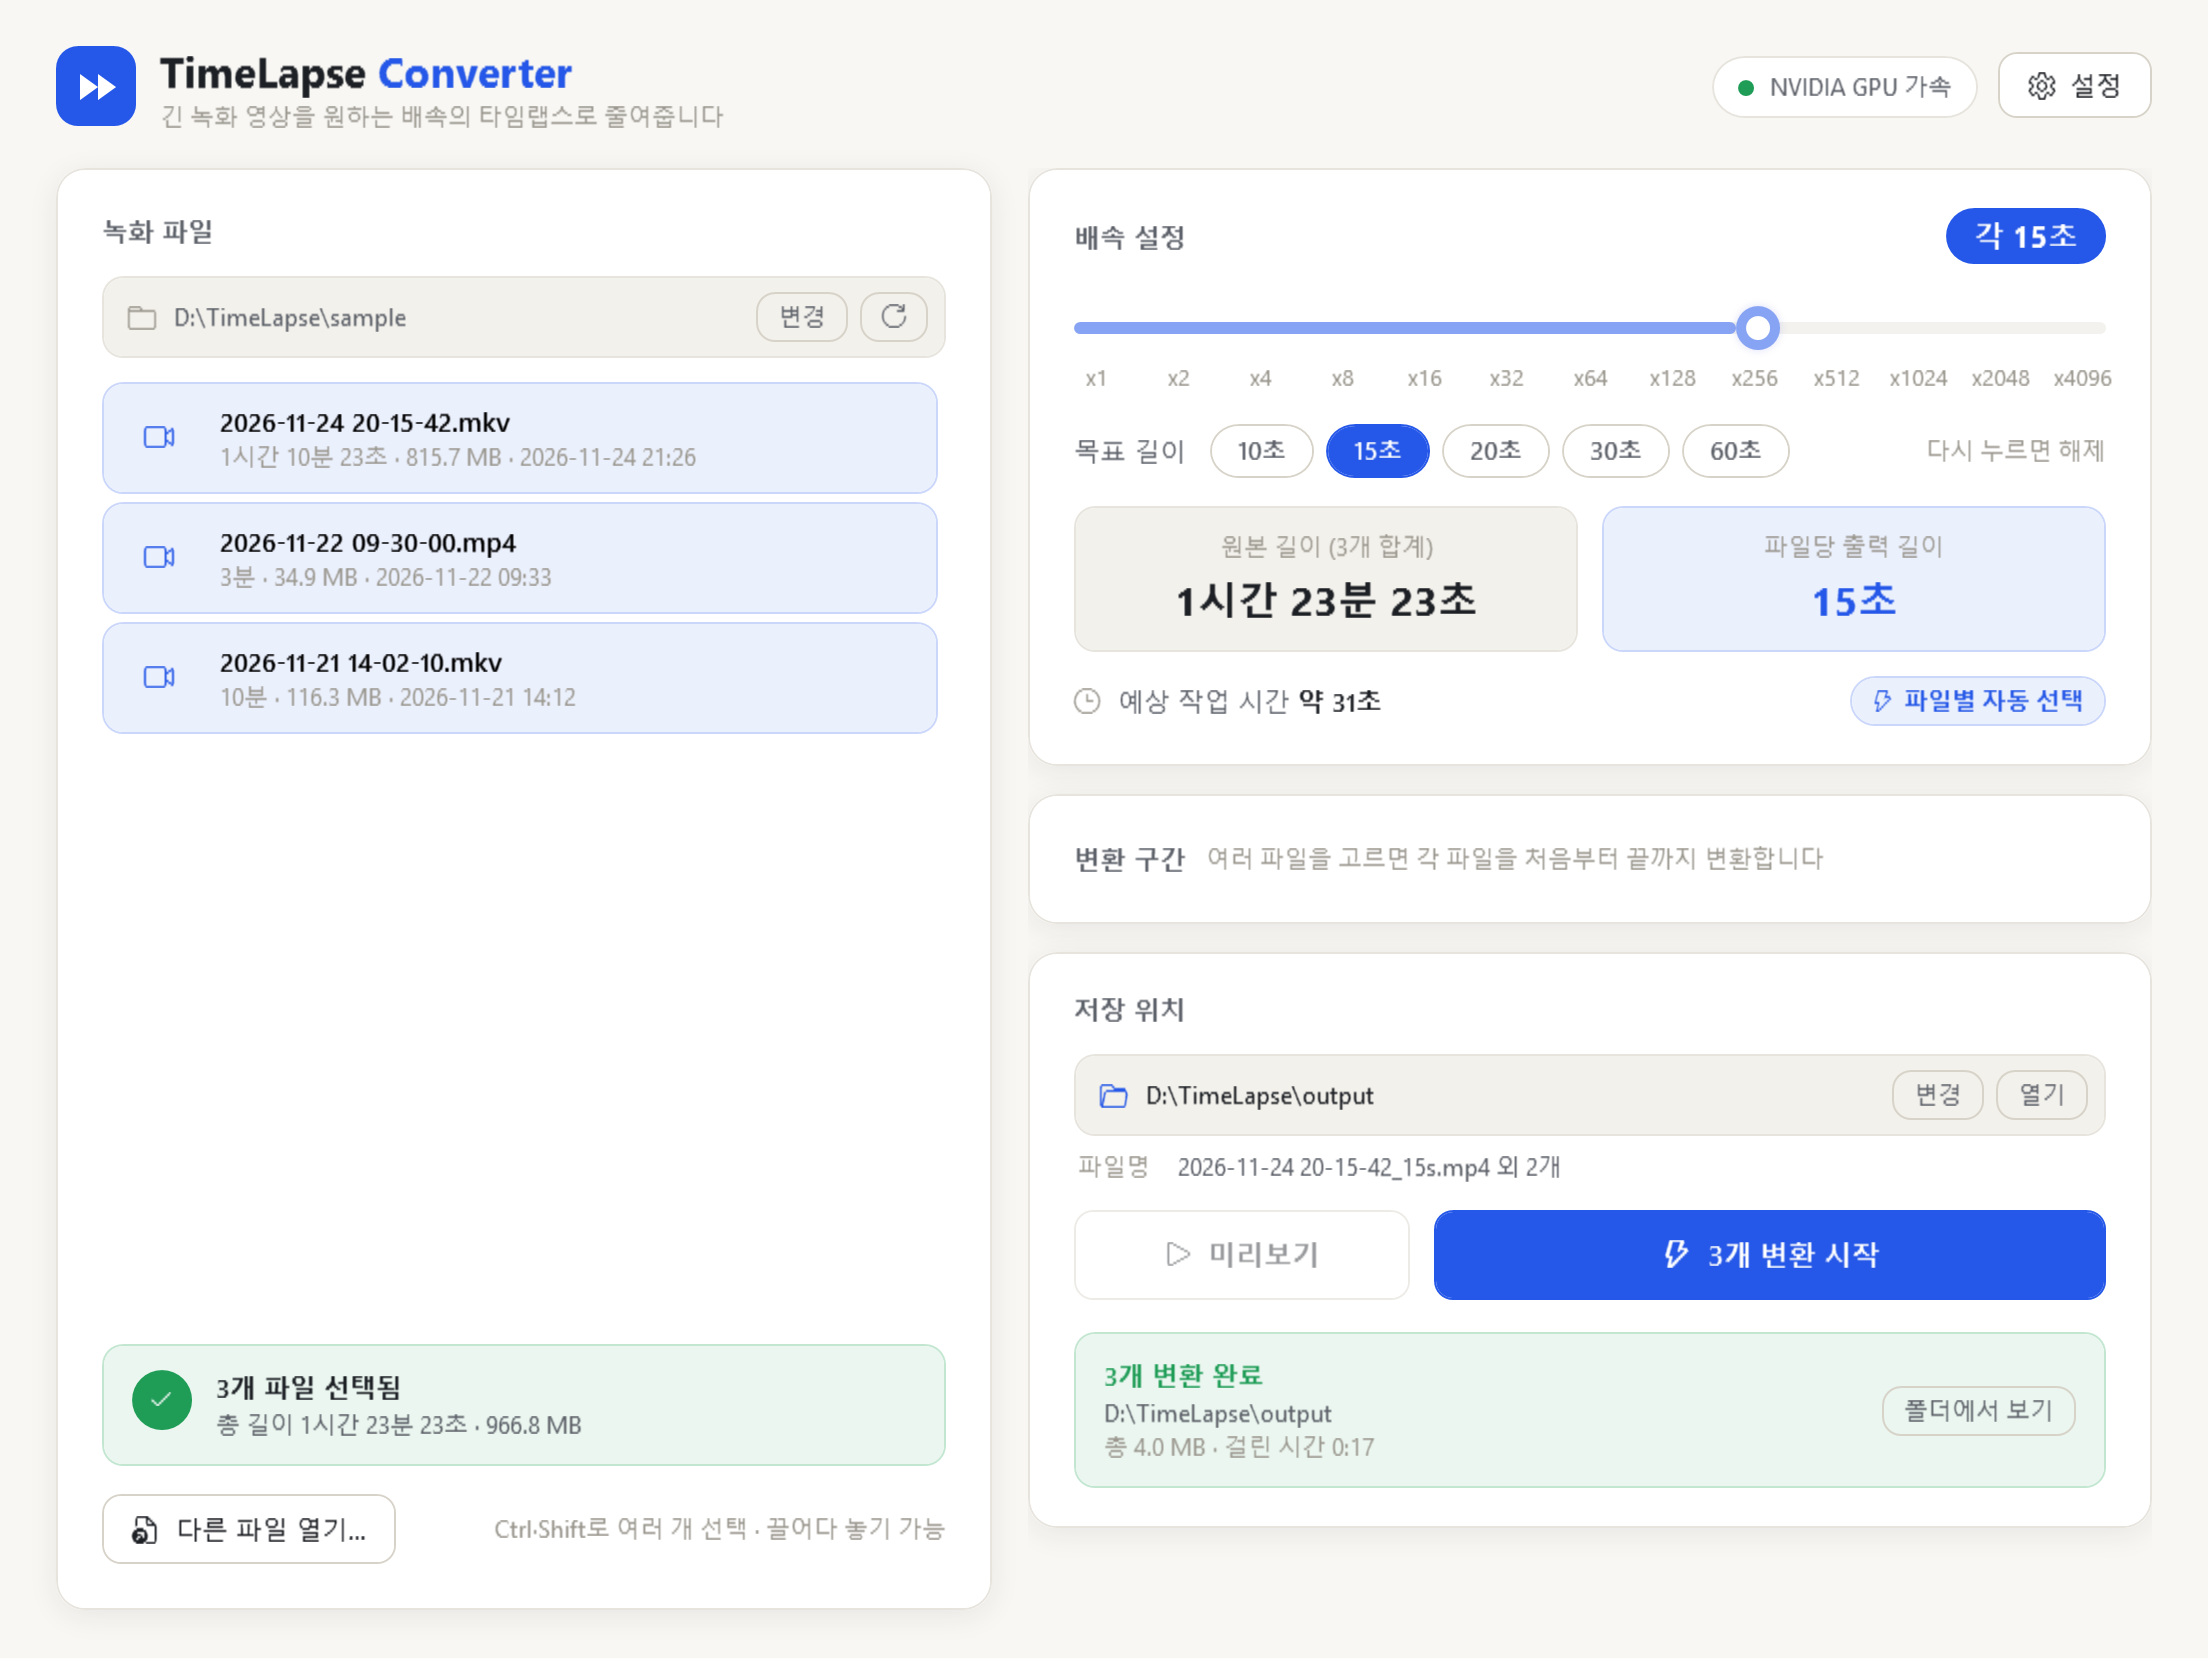 TimeLapse Converter
긴 녹화 영상을 원하는 배속의 타임랩스로 줄여줍니다
NVIDIA GPU 가속
설정
녹화 파일
D:\TimeLapse\sample
변경
2026-11-24 20-15-42.mkv
1시간 10분 23초 · 815.7 MB · 2026-11-24 21:26
2026-11-22 09-30-00.mp4
3분 · 34.9 MB · 2026-11-22 09:33
2026-11-21 14-02-10.mkv
10분 · 116.3 MB · 2026-11-21 14:12
3개 파일 선택됨
총 길이 1시간 23분 23초 · 966.8 MB
다른 파일 열기...
Ctrl·Shift로 여러 개 선택 · 끌어다 놓기 가능
배속 설정
각 15초
x1 x2 x4 x8 x16 x32 x64 x128 x256 x512 x1024 x2048 x4096
목표 길이 10초 15초 20초 30초 60초 다시 누르면 해제
원본 길이 (3개 합계)
1시간 23분 23초
파일당 출력 길이
15초
예상 작업 시간 약 31초
파일별 자동 선택
변환 구간 여러 파일을 고르면 각 파일을 처음부터 끝까지 변환합니다
저장 위치
D:\TimeLapse\output
변경
열기
파일명 2026-11-24 20-15-42_15s.mp4 외 2개
미리보기
3개 변환 시작
3개 변환 완료
D:\TimeLapse\output
총 4.0 MB · 걸린 시간 0:17
폴더에서 보기